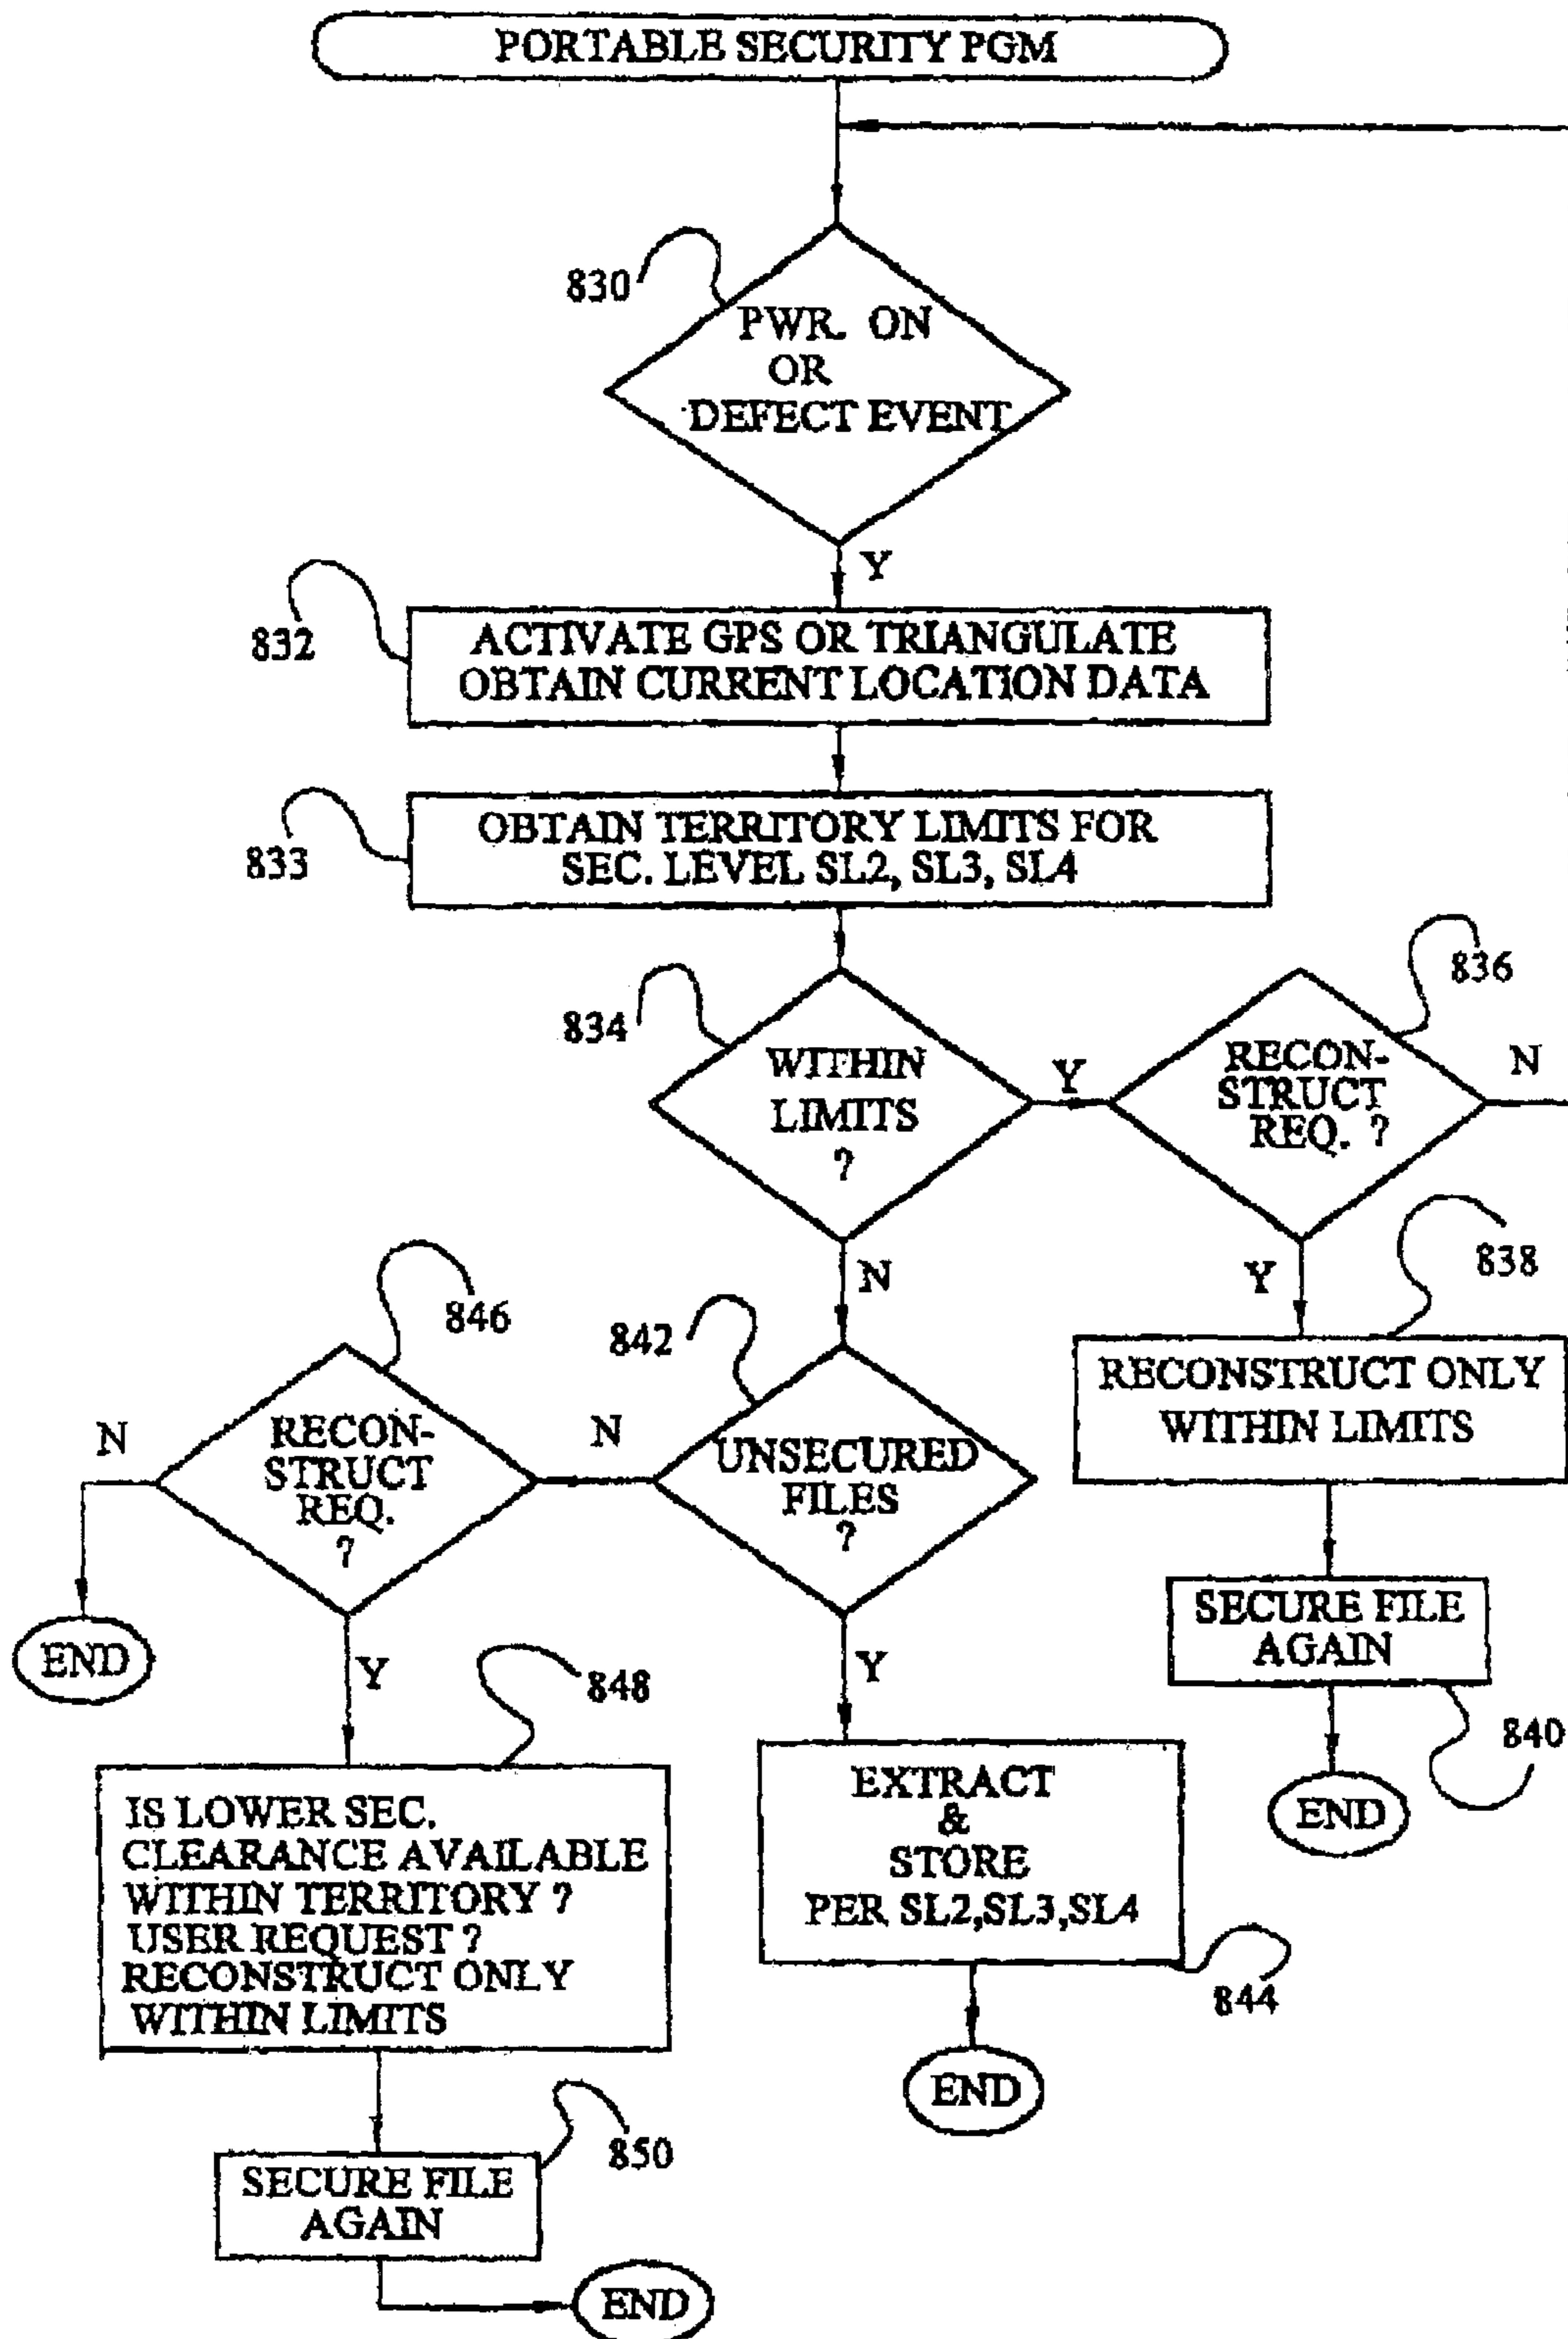 PORTABLE SECURITY PGM
830
PWR. ON
OR
DEFECT EVENT
Y
832
ACTIVATE GPS OR TRIANGULATE
OBTAIN CURRENT LOCATION DATA
833
OBTAIN TERRITORY LIMITS FOR
SEC. LEVEL SL2, SL3, SL4
834
WITHIN
LIMITS
?
Y
836
RECON-
STRUCT
REQ. ?
N
N
Y
838
RECONSTRUCT ONLY
WITHIN LIMITS
SECURE FILE
AGAIN
840
END
842
UNSECURED
FILES
?
N
Y
EXTRACT
&
STORE
PER SL2,SL3,SL4
844
END
846
RECON-
STRUCT
REQ.
?
N
END
Y
848
IS LOWER SEC.
CLEARANCE AVAILABLE
WITHIN TERRITORY ?
USER REQUEST ?
RECONSTRUCT ONLY
WITHIN LIMITS
850
SECURE FILE
AGAIN
END